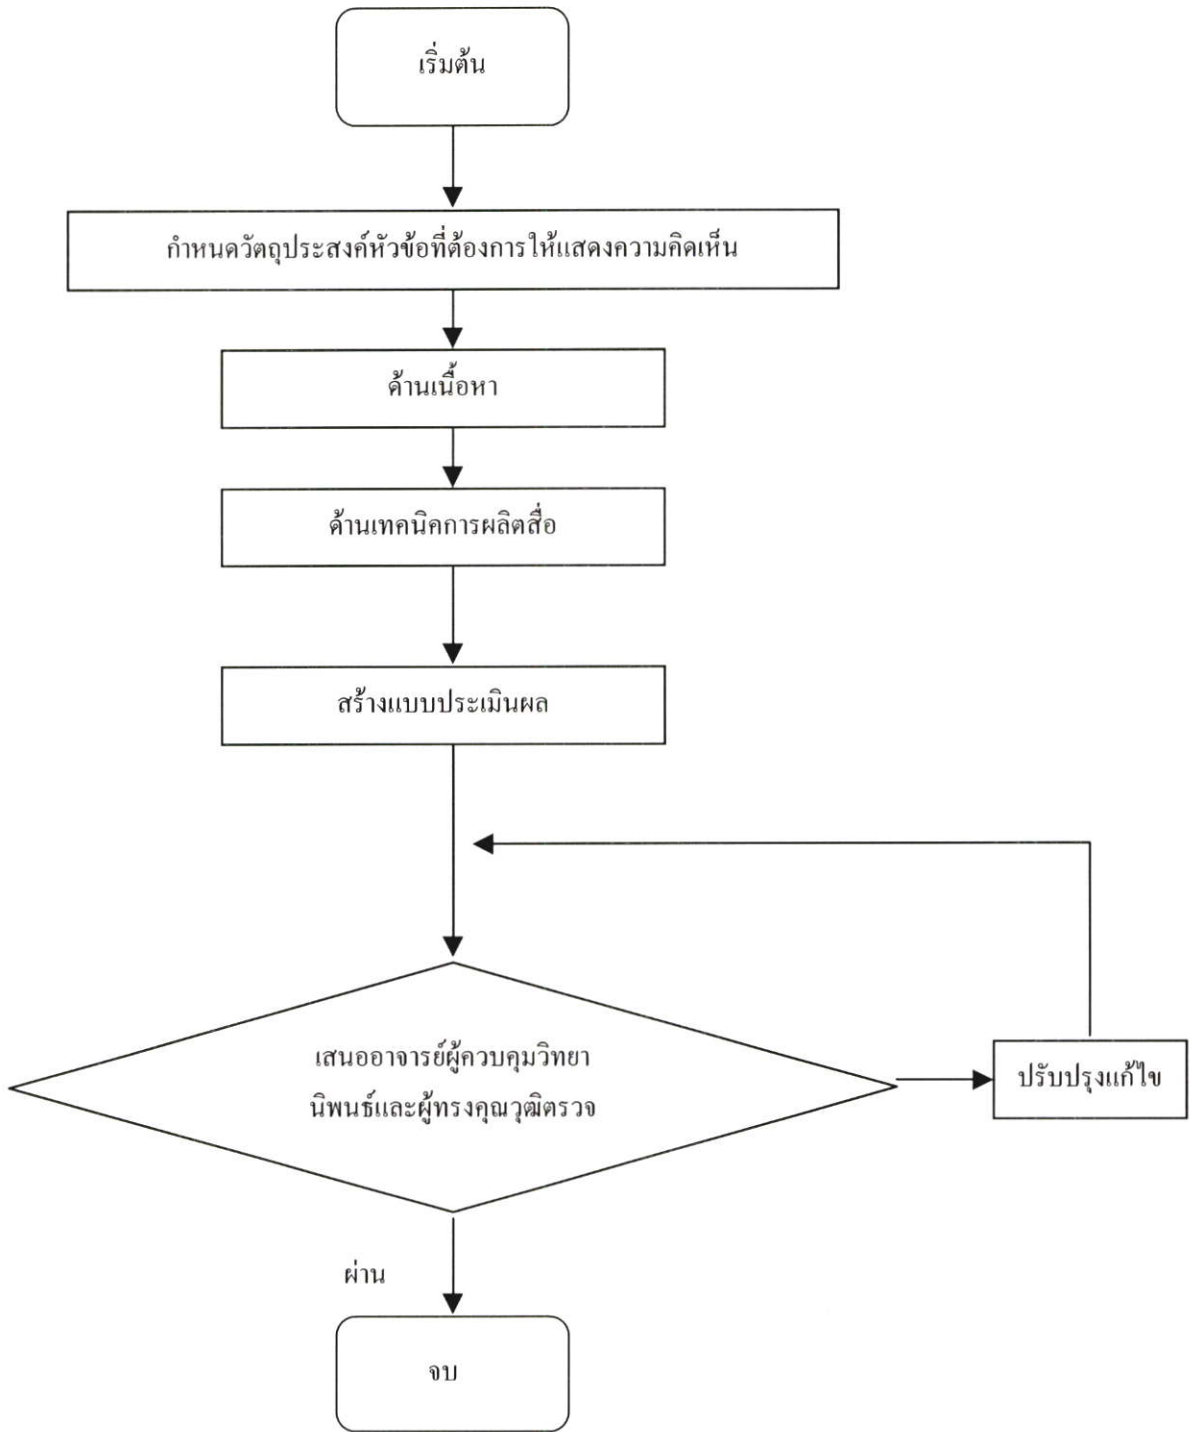 เริ่มต้น
กำหนดวัตถุประสงค์หัวข้อที่ต้องการให้แสดงความคิดเห็น
ด้านเนื้อหา
ด้านเทคนิคการผลิตสื่อ
สร้างแบบประเมินผล
เสนออาจารย์ผู้ควบคุมวิทยา
นิพนธ์และผู้ทรงคุณวุฒิตรวจ
ปรับปรุงแก้ไข
ผ่าน
จบ